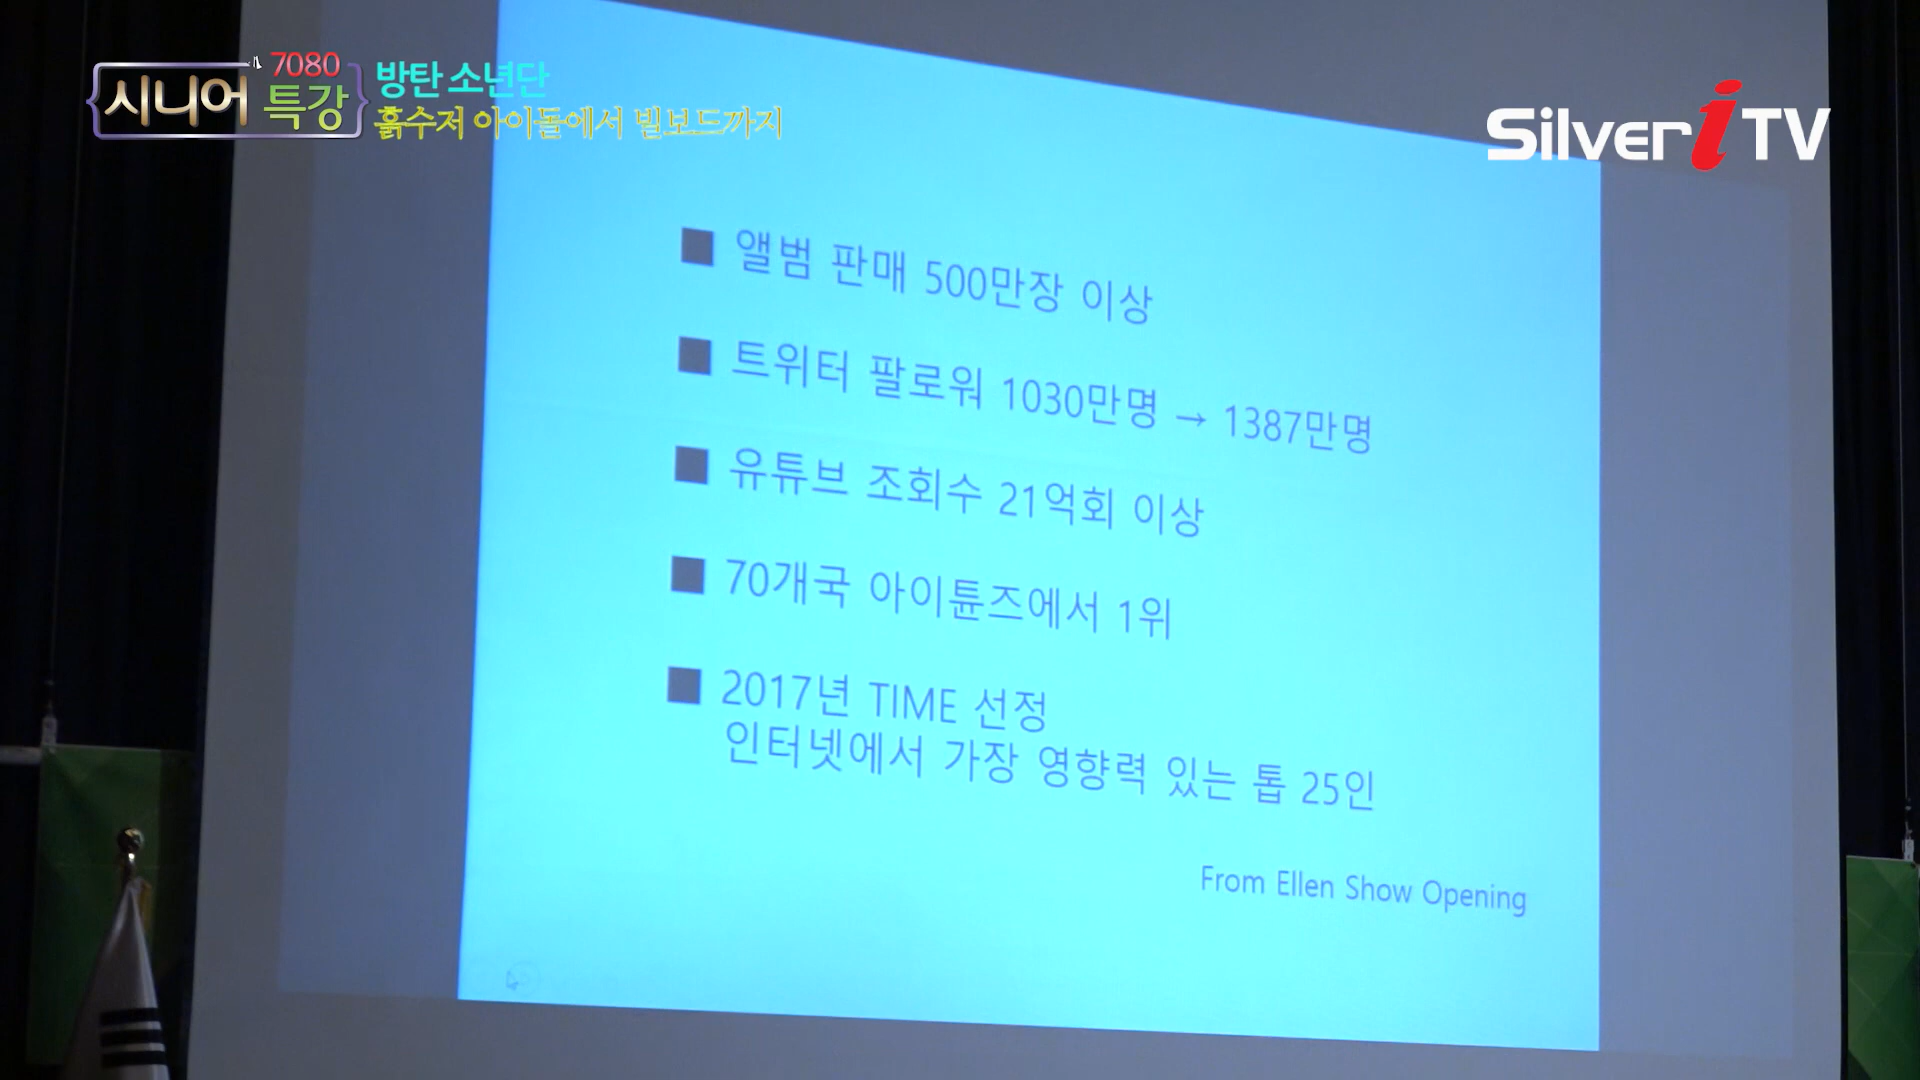 7080
시니어 특강
방탄 소년단
흙수저 아이돌에서 빌보드까지
Silver i TV
■ 앨범 판매 500만장 이상
■ 트위터 팔로워 1030만명 → 1387만명
■ 유튜브 조회수 21억회 이상
■ 70개국 아이튠즈에서 1위
■ 2017년 TIME 선정
인터넷에서 가장 영향력 있는 톱 25인
From Ellen Show Opening